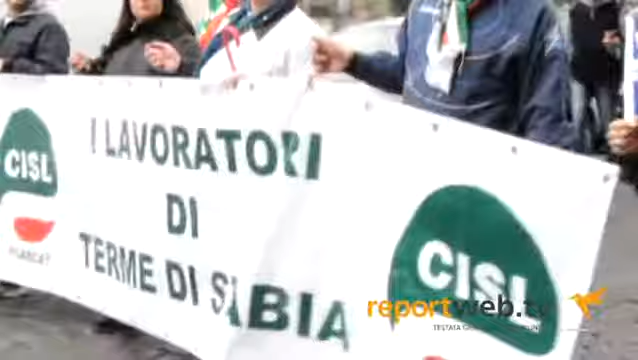 I LAVORATORI
DI
TERME DI SIBIA
CISL
CISL
reportweb.tv